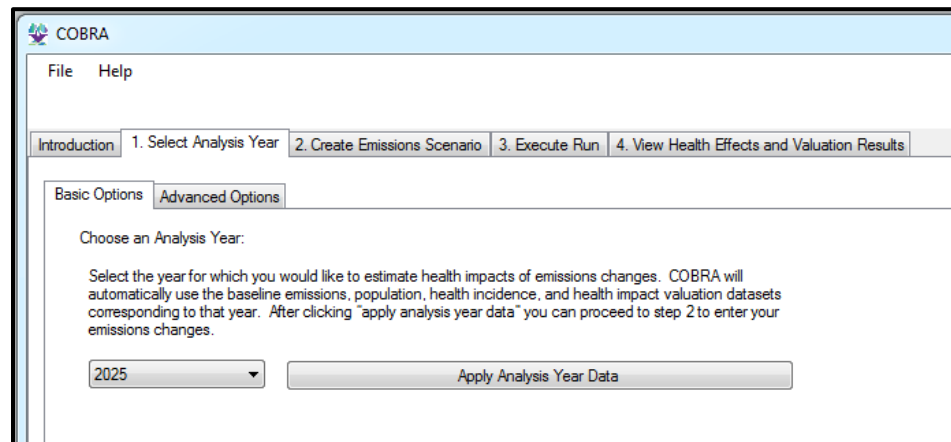 COBRA
File Help
Introduction 1. Select Analysis Year 2. Create Emissions Scenario 3. Execute Run 4. View Health Effects and Valuation Results
Basic Options Advanced Options
Choose an Analysis Year:
Select the year for which you would like to estimate health impacts of emissions changes. COBRA will
automatically use the baseline emissions, population, health incidence, and health impact valuation datasets
corresponding to that year. After clicking "apply analysis year data" you can proceed to step 2 to enter your
emissions changes.
2025 Apply Analysis Year Data